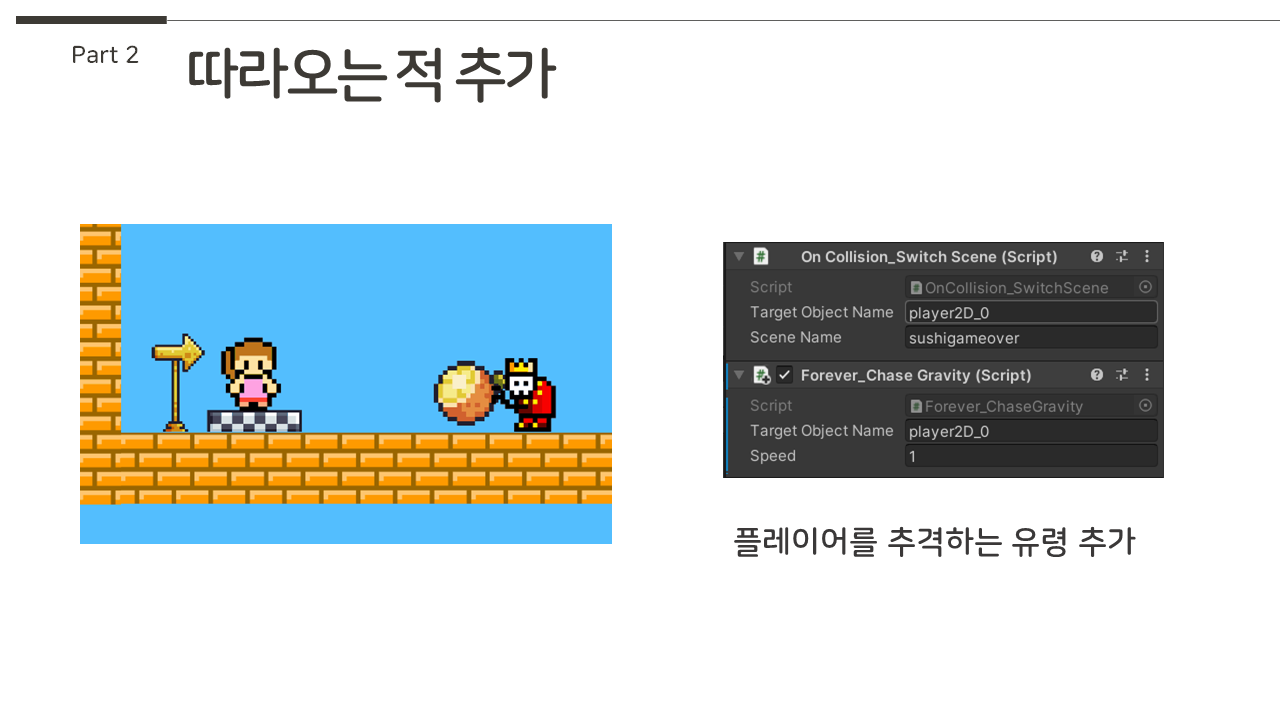 Part 2
따라오는 적 추가
On Collision_Switch Scene (Script)
Script OnCollision_SwitchScene
Target Object Name player2D_0
Scene Name sushigameover
Forever_Chase Gravity (Script)
Script Forever_ChaseGravity
Target Object Name player2D_0
Speed 1
플레이어를 추격하는 유령 추가